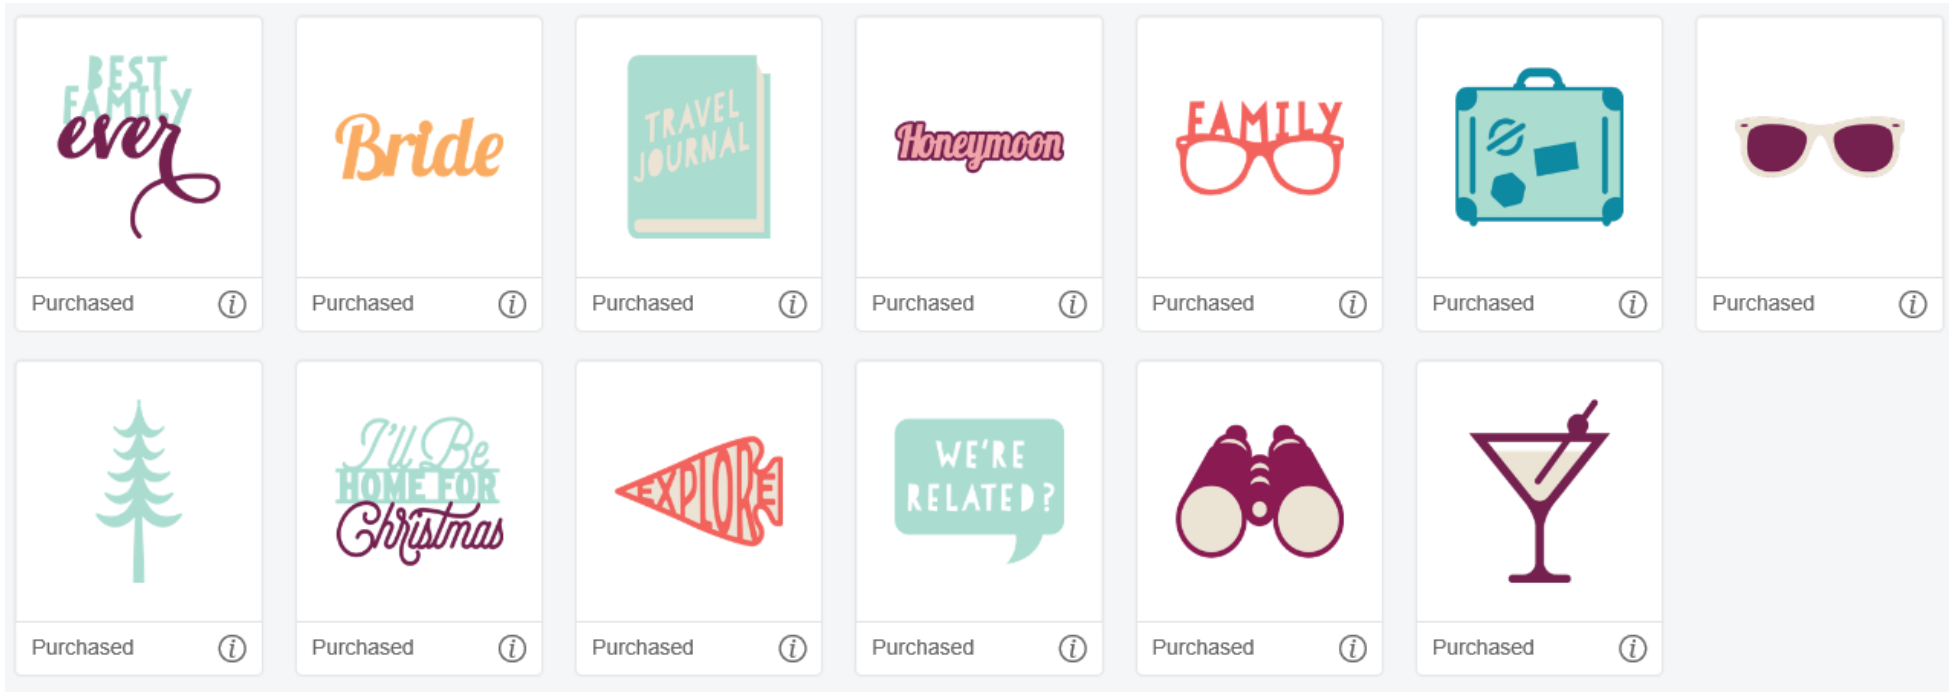 BEST
FAMILY
ever
Bride
TRAVEL
JOURNAL
Honeymoon
FAMILY
Purchased
Purchased
Purchased
Purchased
Purchased
Purchased
Purchased
I'll Be
HOME FOR
Christmas
EXPLORE
WE'RE
RELATED?
Purchased
Purchased
Purchased
Purchased
Purchased
Purchased